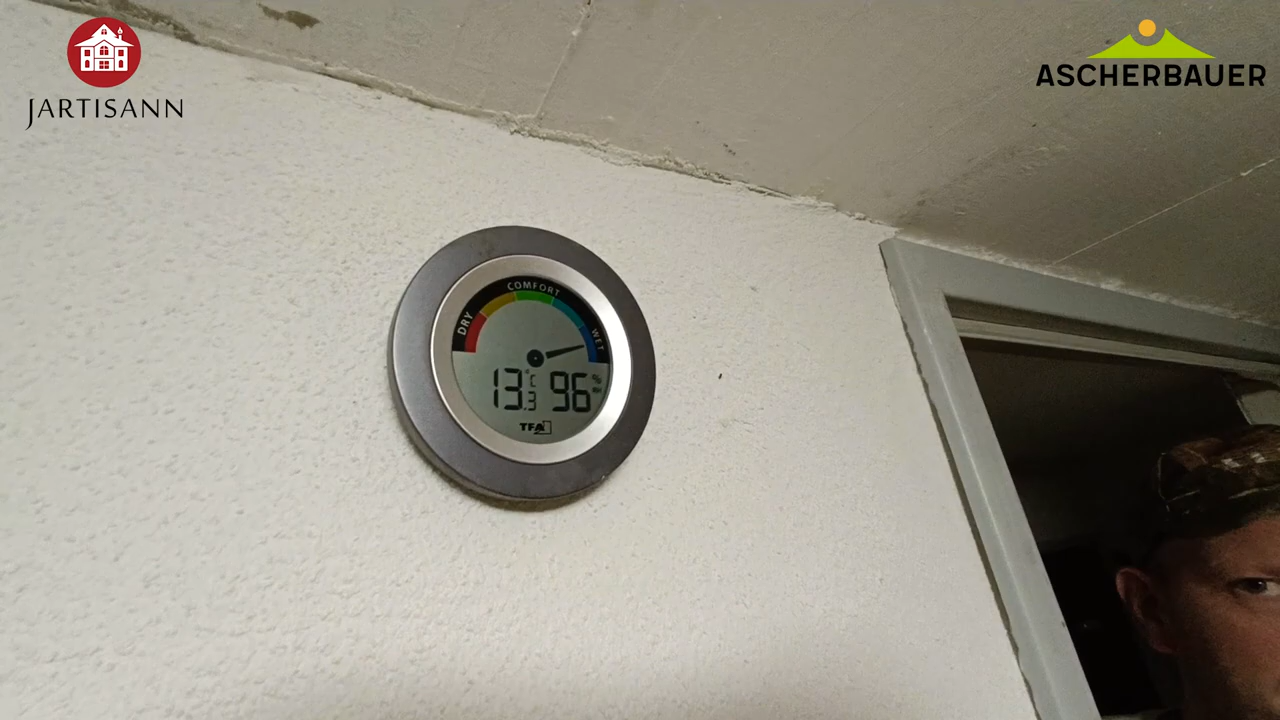 JARTISANN
ASCHERBAUER
DRY COMFORT WET
13.3 °C 96 %
TFA